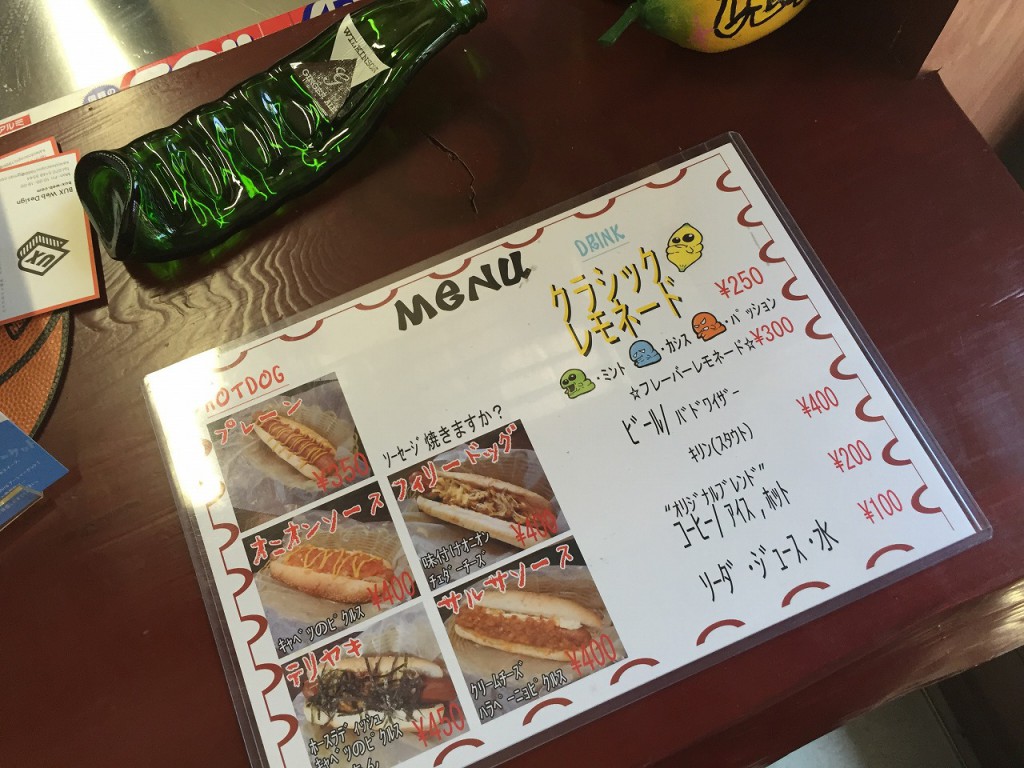 WILKINSON
BUX Web Design
bux-web.com
UX
MENU
HOTDOG
プレーン
¥350
オニオンソース
¥400
キャベツのピクルス
テリヤキ
¥450
ホースラディッシュ
キャベツのピクルス
ソーセージ焼きますか?
フィリードッグ
味付けオニオン
チェダーチーズ
サルサソース
¥400
クリームチーズ
ハラペーニョピクルス
DRINK
クラシック
レモネード
¥250
・ミント ・カシス ・パッション
☆フレーバーレモネード☆¥300
ビール/バドワイザー ¥400
キリン(スタウト)
"オリジナルブレンド" ¥200
コーヒー/アイス,ホット
ソーダ・ジュース・水 ¥100